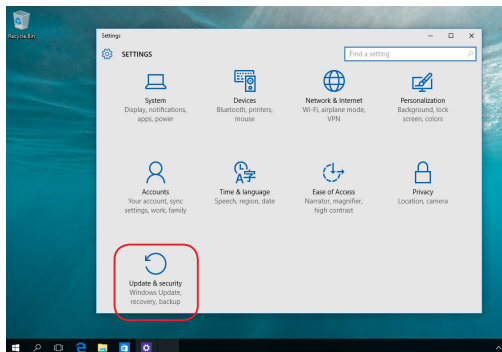 Recycle Bin
Settings
SETTINGS
Find a setting
System
Display, notifications,
apps, power
Devices
Bluetooth, printers,
mouse
Network & Internet
Wi-Fi, airplane mode,
VPN
Personalization
Background, lock
screen, colors
Accounts
Your account, sync
settings, work, family
Time & language
Speech, region, date
Ease of Access
Narrator, magnifier,
high contrast
Privacy
Location, camera
Update & security
Windows Update,
recovery, backup